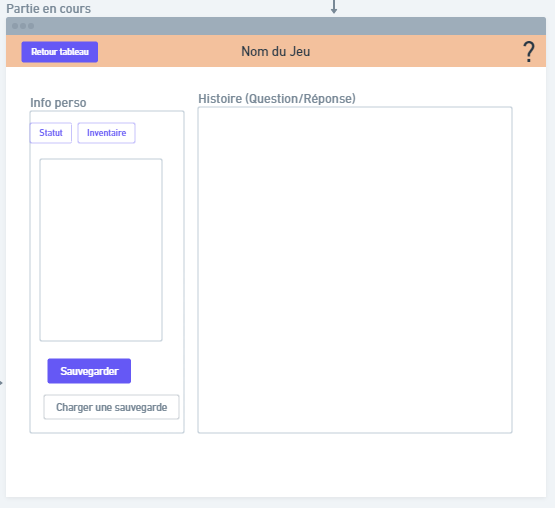 Partie en cours
Retour tableau
Nom du Jeu
?
Info perso
Histoire (Question/Réponse)
Statut
Inventaire
Sauvegarder
Charger une sauvegarde